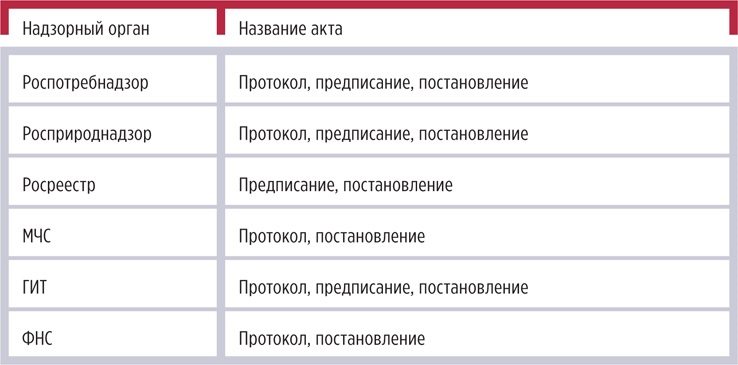 Надзорный орган Название акта
Роспотребнадзор Протокол, предписание, постановление
Росприроднадзор Протокол, предписание, постановление
Росреестр Предписание, постановление
МЧС Протокол, постановление
ГИТ Протокол, предписание, постановление
ФНС Протокол, постановление